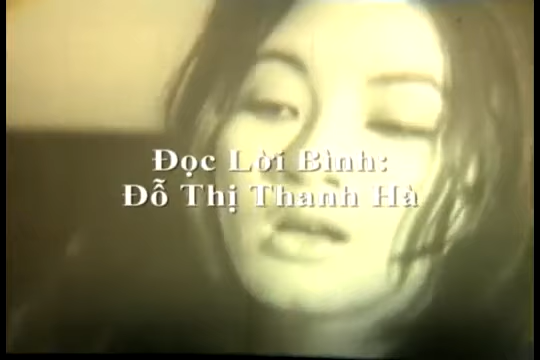 Đọc Lời Bình:
Đỗ Thị Thanh Hà